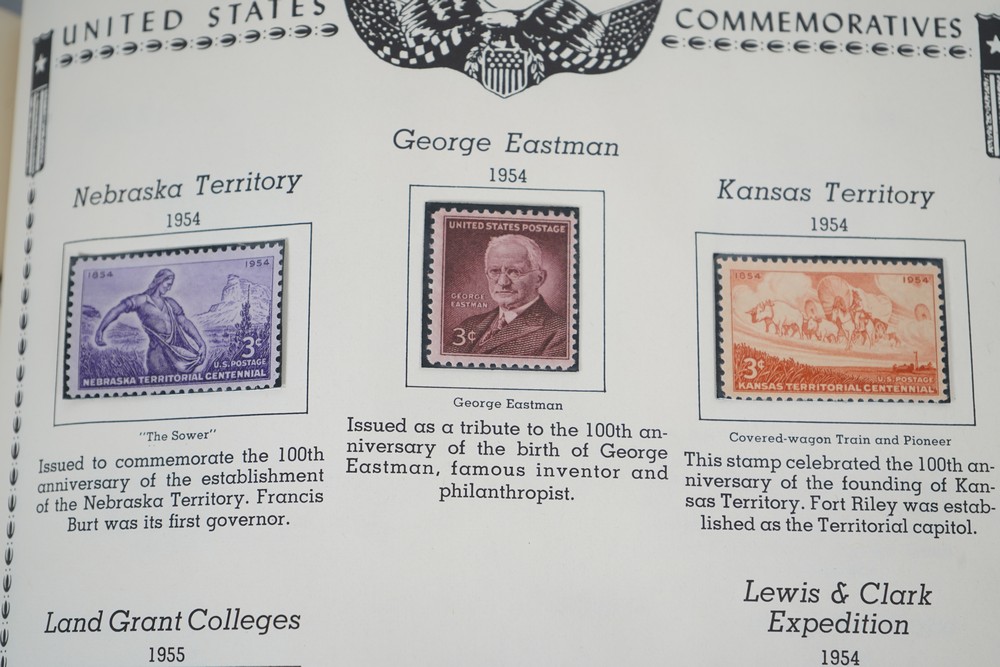 UNITED STATES
COMMEMORATIVES
Nebraska Territory
1954
1854
1954
3¢
U.S. POSTAGE
NEBRASKA TERRITORIAL CENTENNIAL
"The Sower"
Issued to commemorate the 100th
anniversary of the establishment
of the Nebraska Territory. Francis
Burt was its first governor.
George Eastman
1954
UNITED STATES POSTAGE
GEORGE
EASTMAN
3¢
George Eastman
Issued as a tribute to the 100th an-
niversary of the birth of George
Eastman, famous inventor and
philanthropist.
Kansas Territory
1954
1854
1954
3¢
U.S. POSTAGE
KANSAS TERRITORIAL CENTENNIAL
Covered-wagon Train and Pioneer
This stamp celebrated the 100th an-
niversary of the founding of Kan-
sas Territory. Fort Riley was estab-
lished as the Territorial capitol.
Land Grant Colleges
1955
Lewis & Clark
Expedition
1954